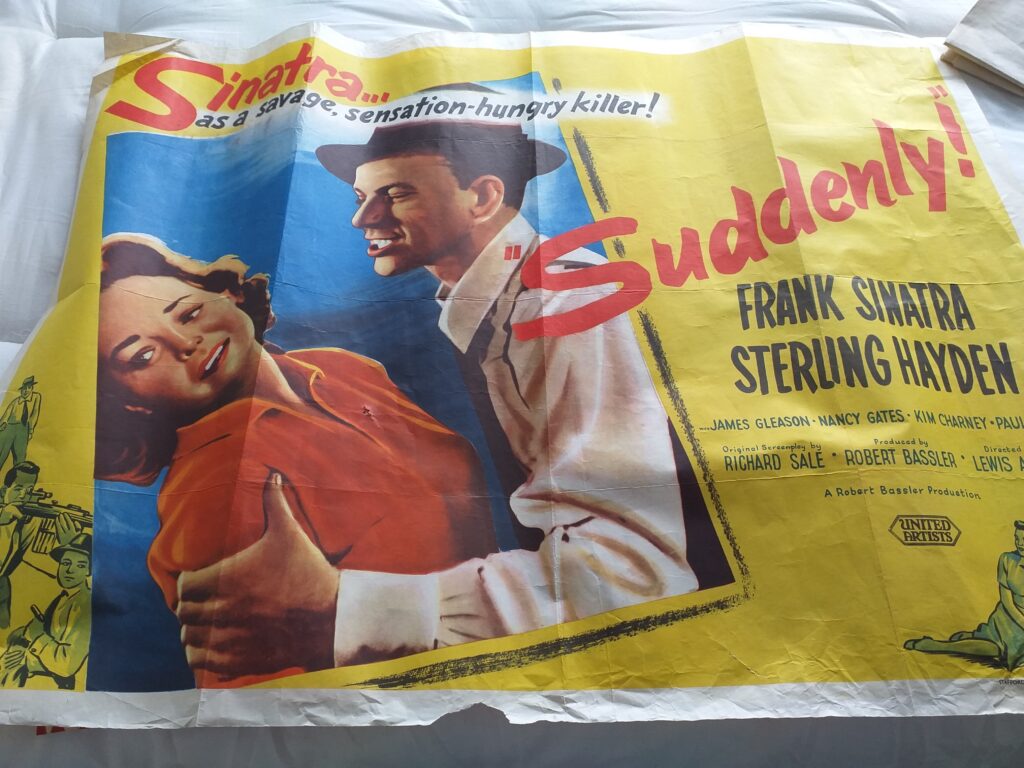 Sinatra...
as a savage, sensation-hungry killer!
"Suddenly!"
FRANK SINATRA
STERLING HAYDEN
....JAMES GLEASON · NANCY GATES · KIM CHARNEY · PAUL
Original Screenplay by
RICHARD SALE ·
Produced by
ROBERT BASSLER ·
Directed
LEWIS A
A Robert Bassler Production
UNITED
ARTISTS